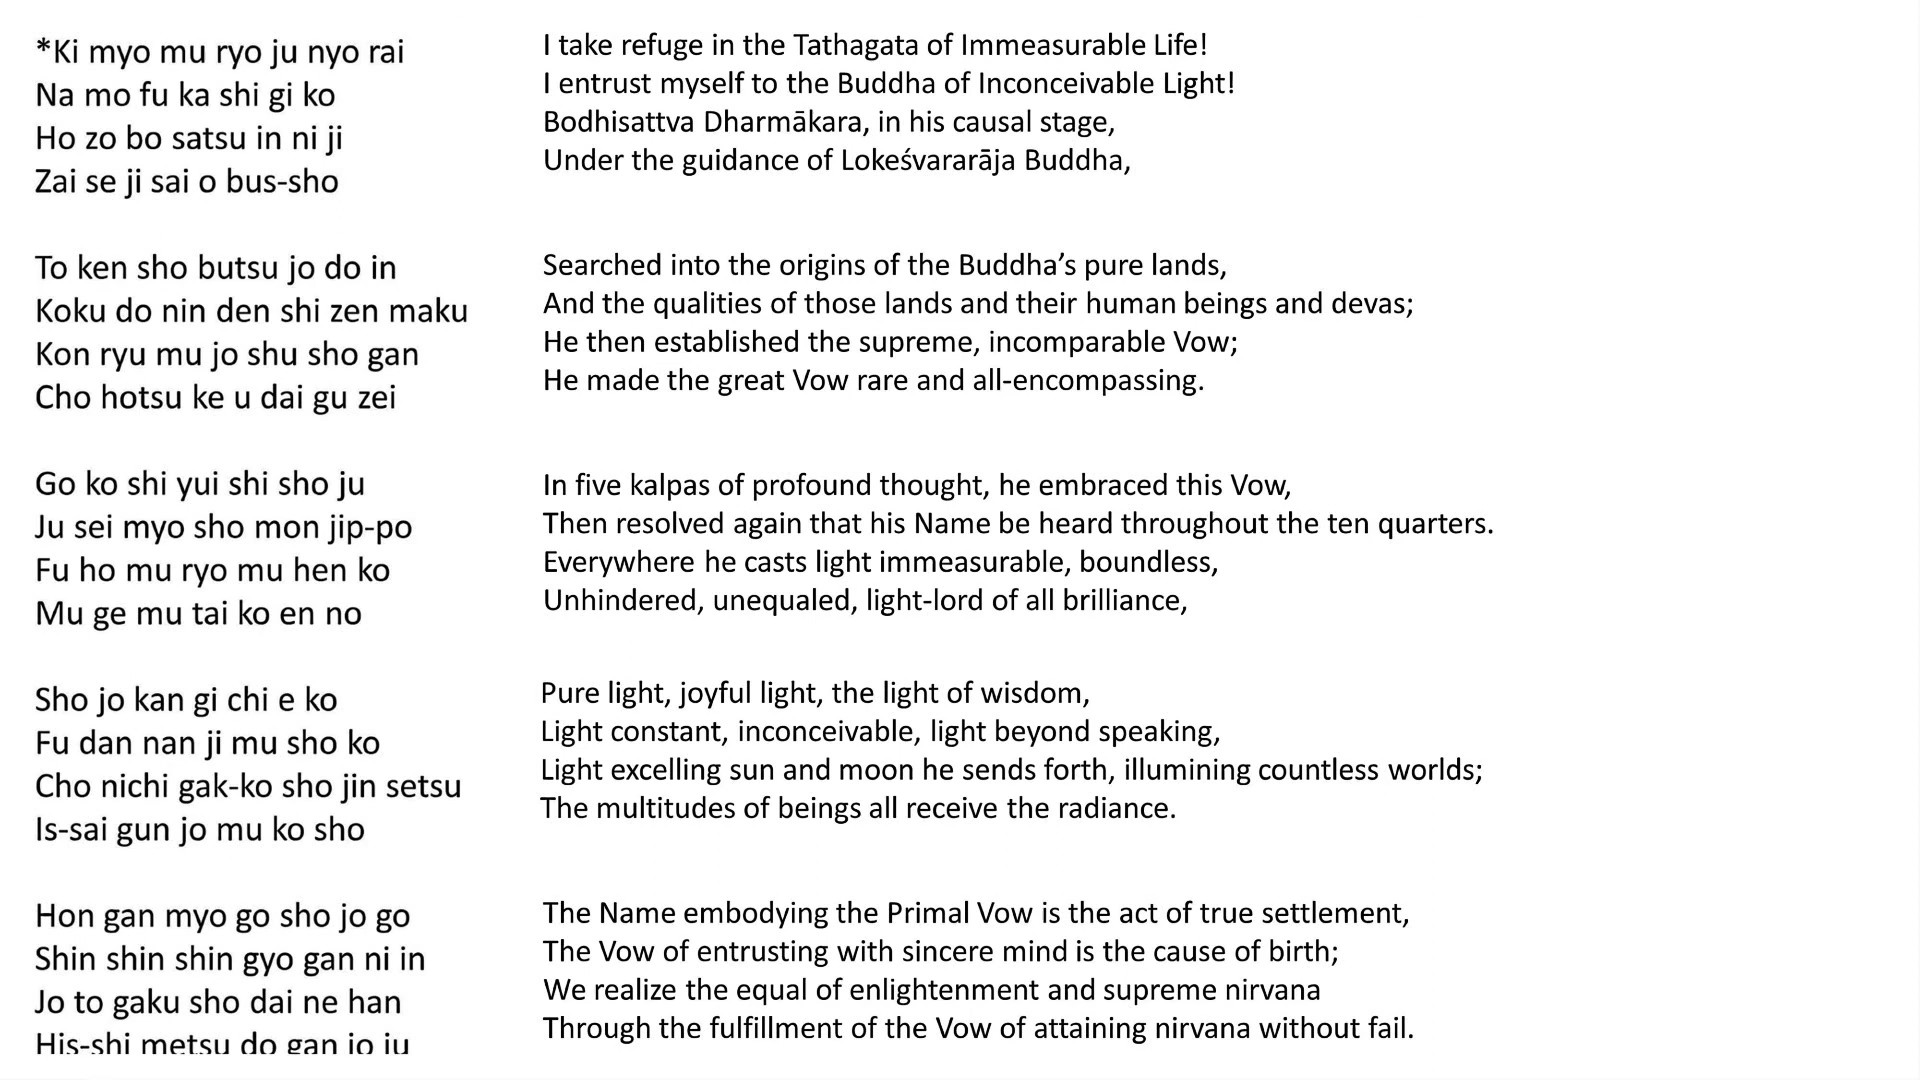 *Ki myo mu ryo ju nyo rai
Na mo fu ka shi gi ko
Ho zo bo satsu in ni ji
Zai se ji sai o bus-sho
To ken sho butsu jo do in
Koku do nin den shi zen maku
Kon ryu mu jo shu sho gan
Cho hotsu ke u dai gu zei
Go ko shi yui shi sho ju
Ju sei myo sho mon jip-po
Fu ho mu ryo mu hen ko
Mu ge mu tai ko en no
Sho jo kan gi chi e ko
Fu dan nan ji mu sho ko
Cho nichi gak-ko sho jin setsu
Is-sai gun jo mu ko sho
Hon gan myo go sho jo go
Shin shin shin gyo gan ni in
Jo to gaku sho dai ne han
His-shi metsu do gan jo ju
I take refuge in the Tathagata of Immeasurable Life!
I entrust myself to the Buddha of Inconceivable Light!
Bodhisattva Dharmākara, in his causal stage,
Under the guidance of Lokeśvararāja Buddha,
Searched into the origins of the Buddha’s pure lands,
And the qualities of those lands and their human beings and devas;
He then established the supreme, incomparable Vow;
He made the great Vow rare and all-encompassing.
In five kalpas of profound thought, he embraced this Vow,
Then resolved again that his Name be heard throughout the ten quarters.
Everywhere he casts light immeasurable, boundless,
Unhindered, unequaled, light-lord of all brilliance,
Pure light, joyful light, the light of wisdom,
Light constant, inconceivable, light beyond speaking,
Light excelling sun and moon he sends forth, illumining countless worlds;
The multitudes of beings all receive the radiance.
The Name embodying the Primal Vow is the act of true settlement,
The Vow of entrusting with sincere mind is the cause of birth;
We realize the equal of enlightenment and supreme nirvana
Through the fulfillment of the Vow of attaining nirvana without fail.